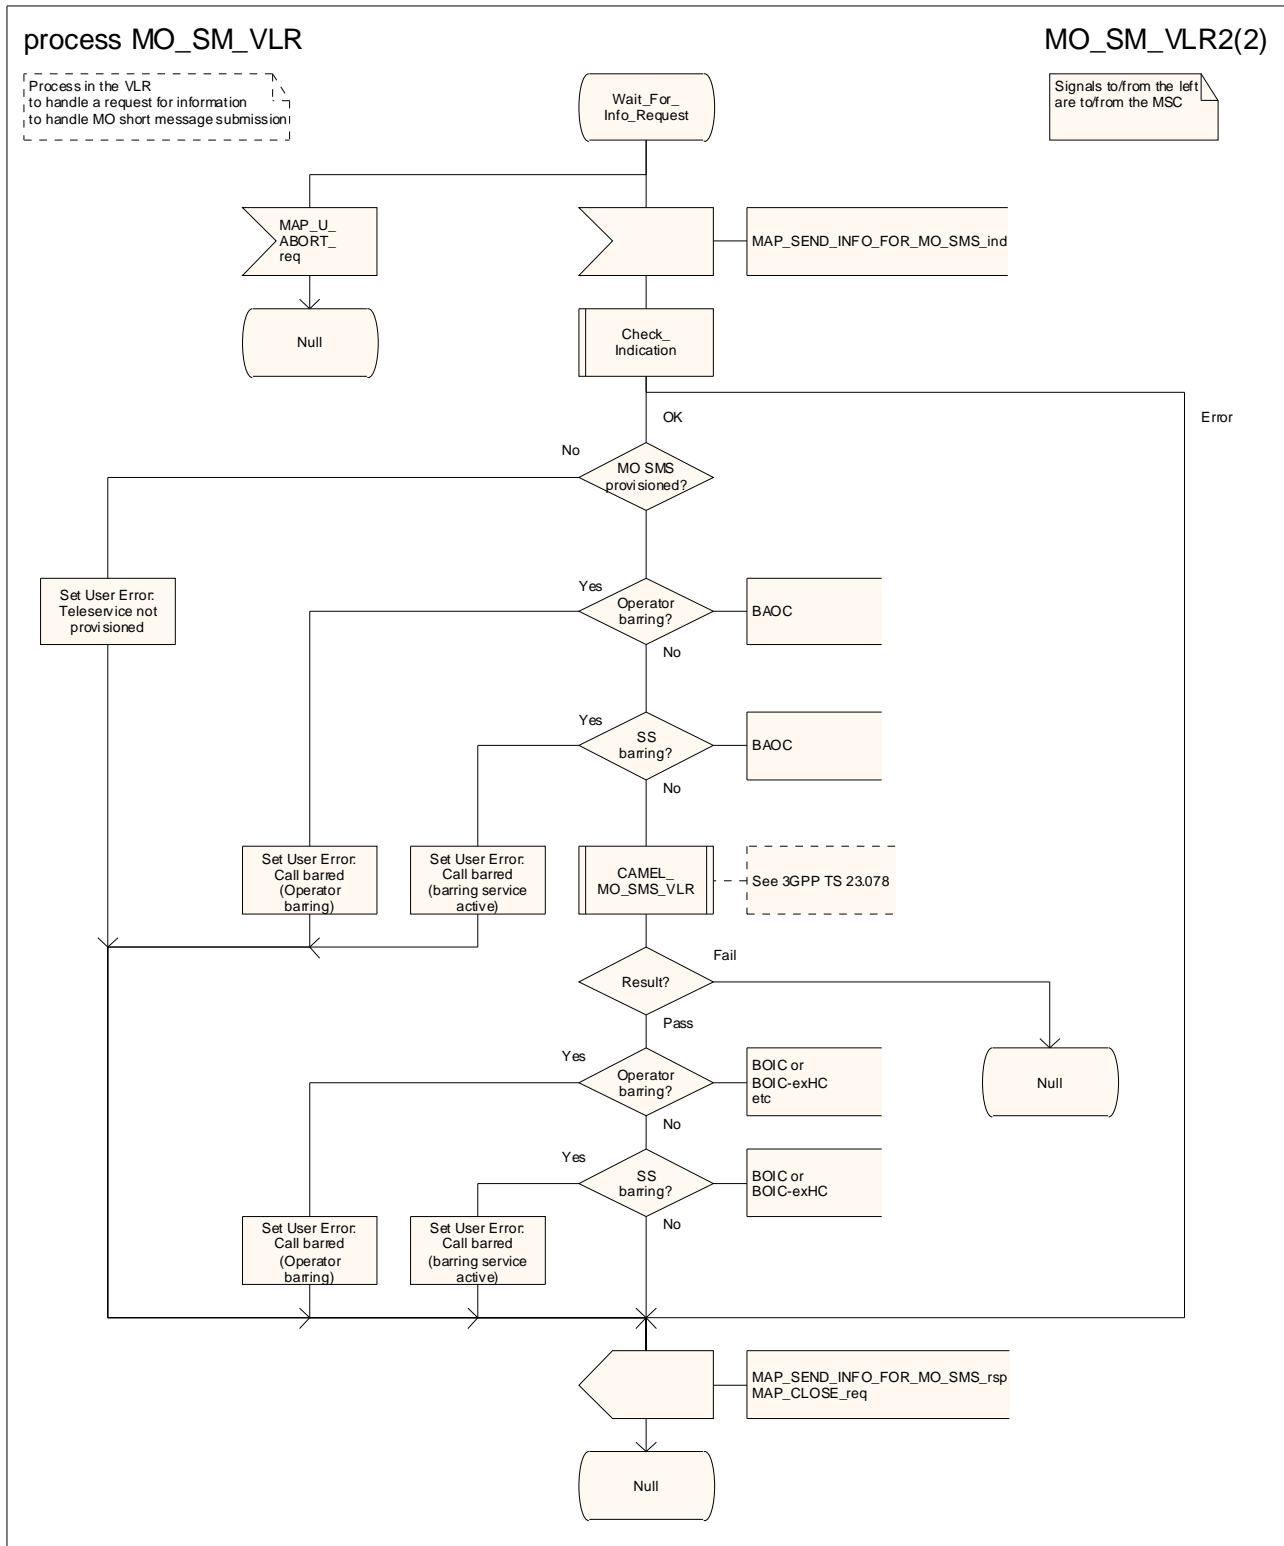 process MO_SM_VLR
MO_SM_VLR2(2)
Process in the VLR
to handle a request for information
to handle MO short message submission
Wait_For_
Info_Request
Signals to/from the left
are to/from the MSC
MAP_U_
ABORT_
req
MAP_SEND_INFO_FOR_MO_SMS_ind
Null
Check_
Indication
OK
Error
No
MO SMS
provisioned?
Set User Error:
Teleservice not
provisioned
Yes
Operator
barring?
BAOC
No
Yes
SS
barring?
BAOC
No
Set User Error:
Call barred
(Operator
barring)
Set User Error:
Call barred
(barring service
active)
CAMEL_
MO_SMS_VLR
See 3GPP TS 23.078
Fail
Result?
Pass
Yes
Operator
barring?
BOIC or
BOIC-exHC
etc
Null
No
Yes
SS
barring?
BOIC or
BOIC-exHC
No
Set User Error:
Call barred
(Operator
barring)
Set User Error:
Call barred
(barring service
active)
MAP_SEND_INFO_FOR_MO_SMS_rsp
MAP_CLOSE_req
Null